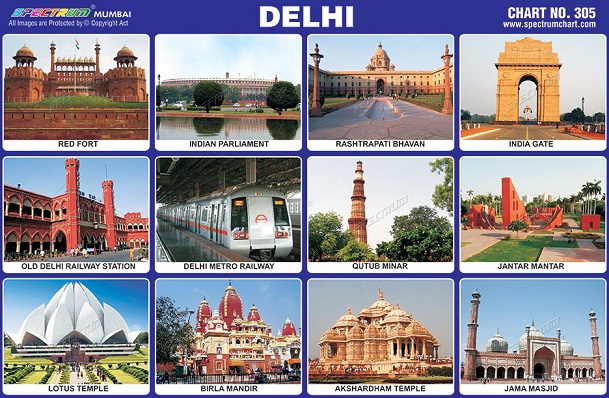 SPECTRUM MUMBAI
All Images are Protected by © Copyright Act
DELHI
CHART NO. 305
www.spectrumchart.com
RED FORT
INDIAN PARLIAMENT
RASHTRAPATI BHAVAN
INDIA GATE
OLD DELHI RAILWAY STATION
DELHI METRO RAILWAY
QUTUB MINAR
JANTAR MANTAR
LOTUS TEMPLE
BIRLA MANDIR
AKSHARDHAM TEMPLE
JAMA MASJID